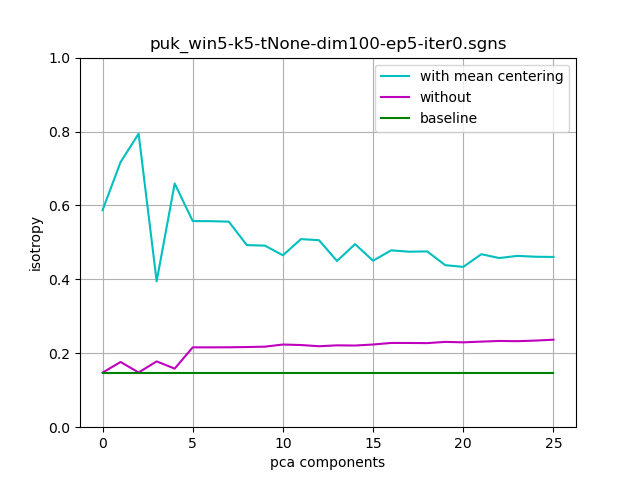 puk_win5-k5-tNone-dim100-ep5-iter0.sgns
1.0
0.8
0.6
0.4
0.2
0.0
isotropy
with mean centering
without
baseline
0 5 10 15 20 25
pca components